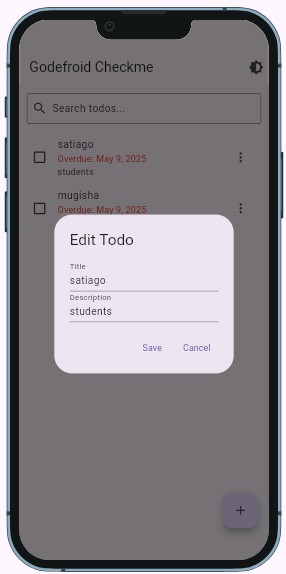 Godefroid Checkme
Search todos...
satiago
Overdue: May 9, 2025
students
mugisha
Overdue: May 9, 2025
Edit Todo
Title
satiago
Description
students
Save Cancel